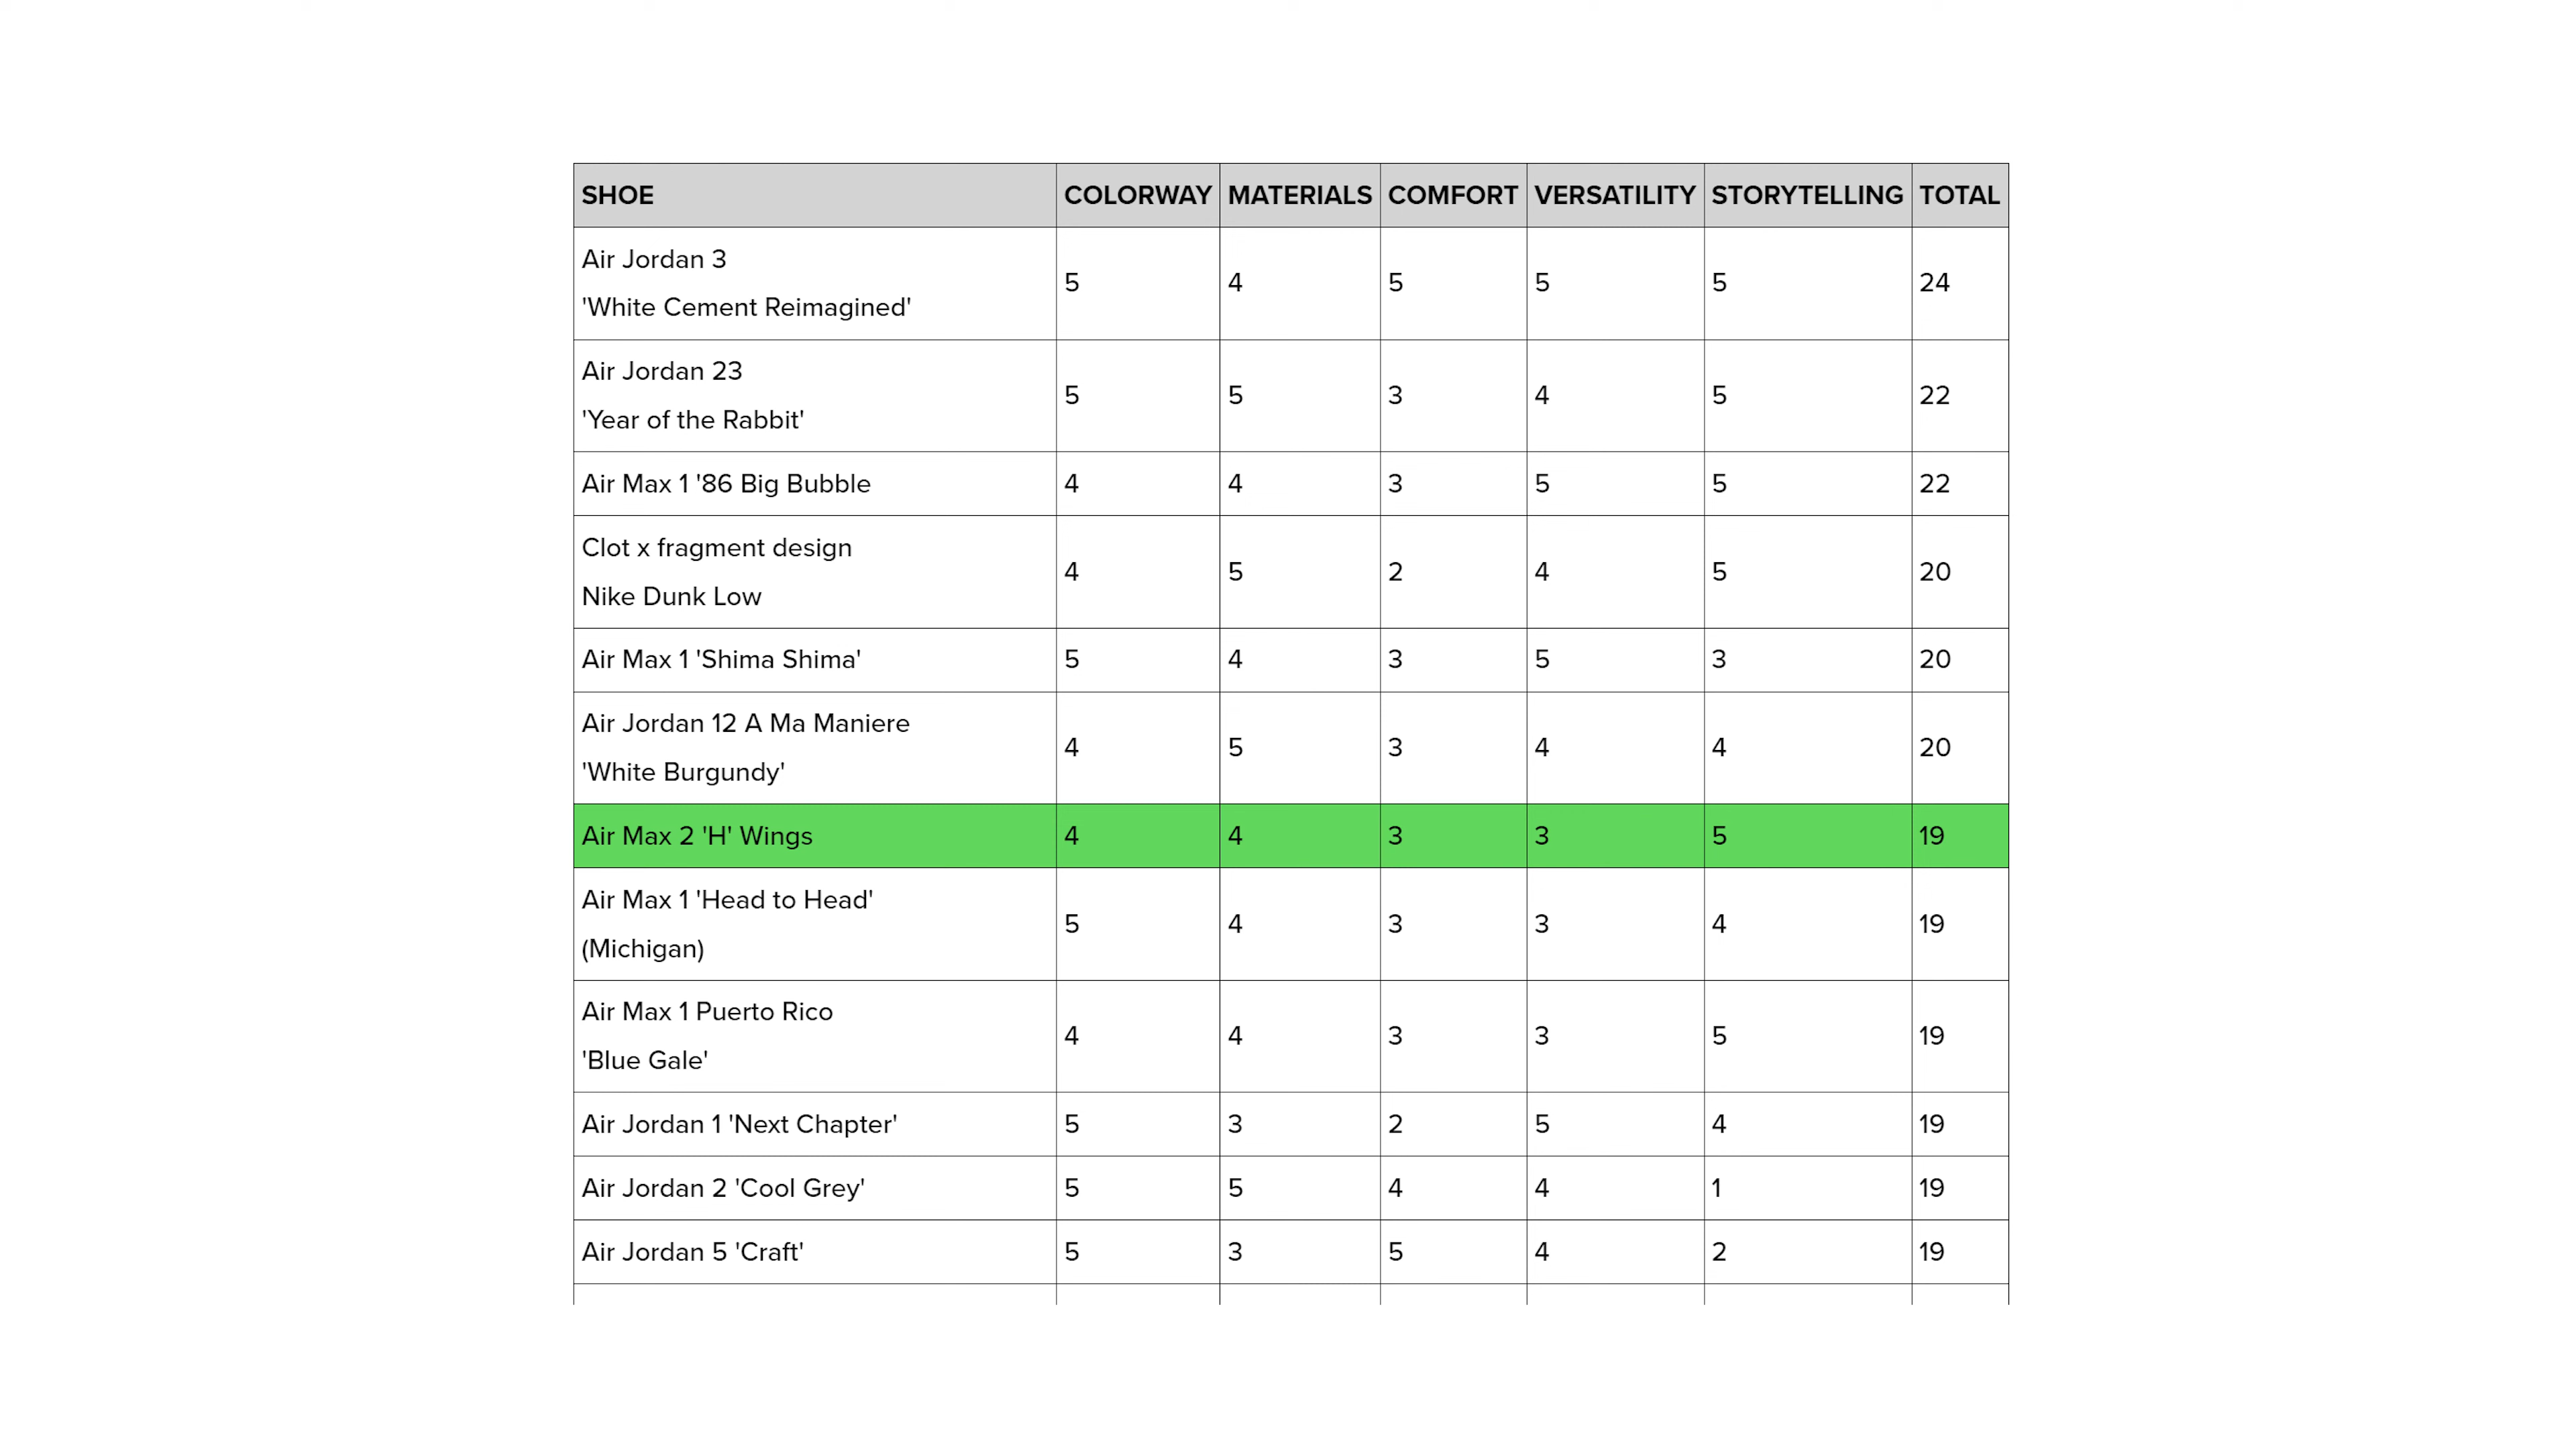 SHOE COLORWAY MATERIALS COMFORT VERSATILITY STORYTELLING TOTAL
Air Jordan 3
'White Cement Reimagined'
5 4 5 5 5 24
Air Jordan 23
'Year of the Rabbit'
5 5 3 4 5 22
Air Max 1 '86 Big Bubble 4 4 3 5 5 22
Clot x fragment design
Nike Dunk Low
4 5 2 4 5 20
Air Max 1 'Shima Shima' 5 4 3 5 3 20
Air Jordan 12 A Ma Maniere
'White Burgundy'
4 5 3 4 4 20
Air Max 2 'H' Wings 4 4 3 3 5 19
Air Max 1 'Head to Head'
(Michigan)
5 4 3 3 4 19
Air Max 1 Puerto Rico
'Blue Gale'
4 4 3 3 5 19
Air Jordan 1 'Next Chapter' 5 3 2 5 4 19
Air Jordan 2 'Cool Grey' 5 5 4 4 1 19
Air Jordan 5 'Craft' 5 3 5 4 2 19